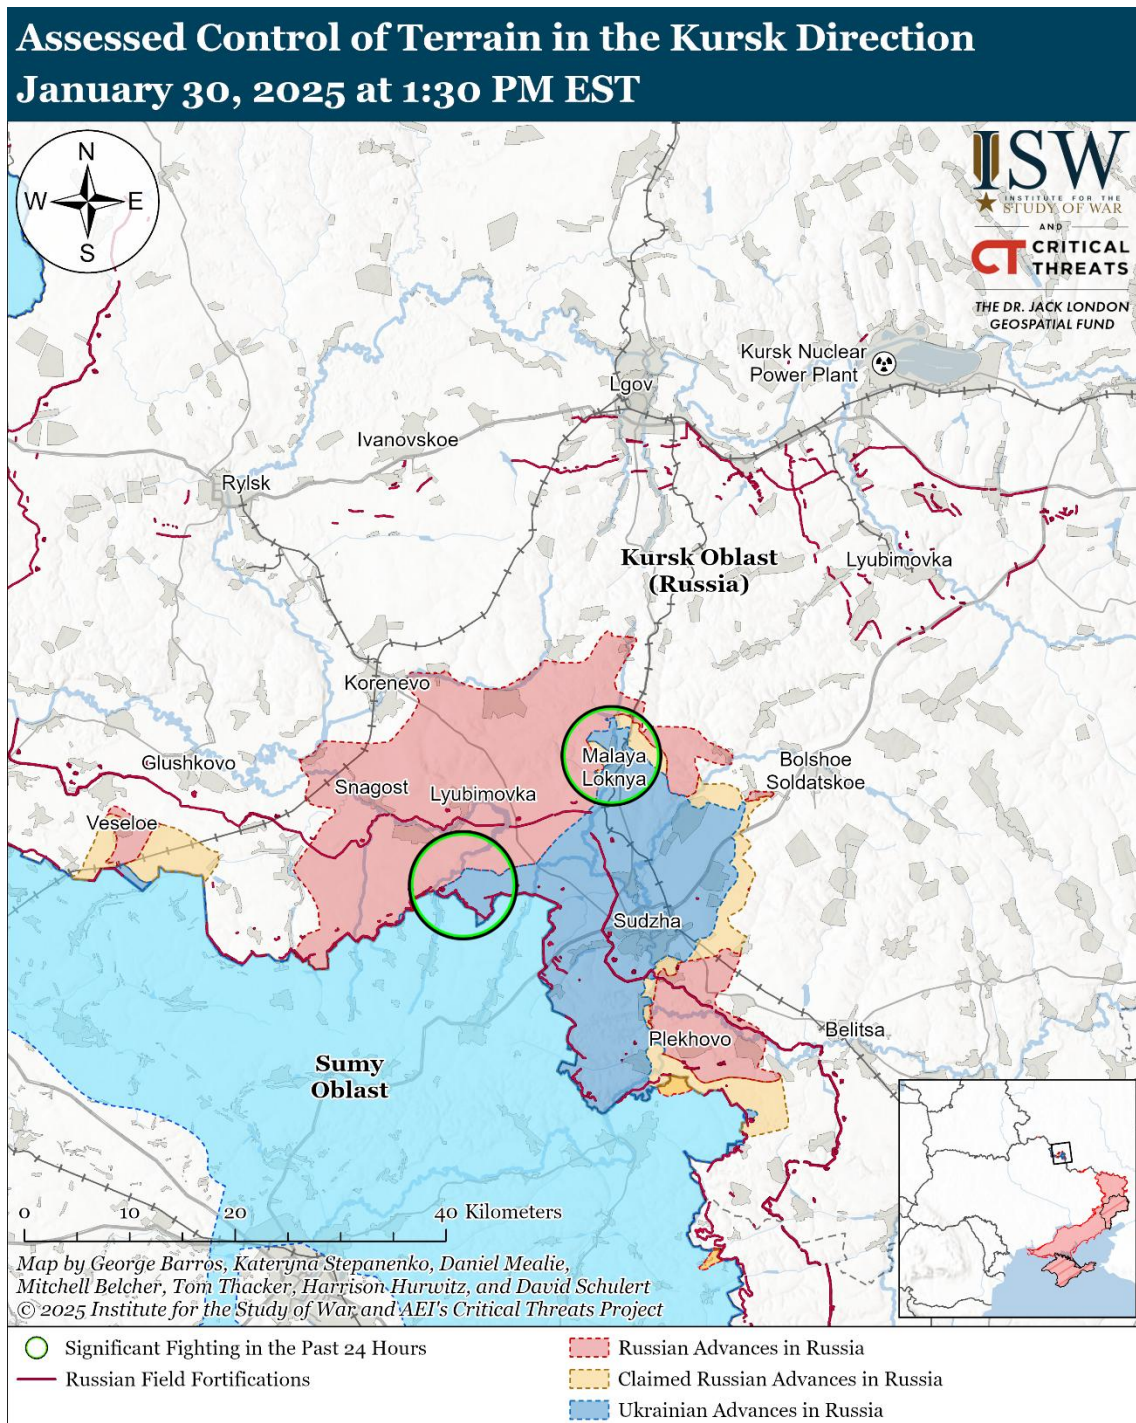 Assessed Control of Terrain in the Kursk Direction
January 30, 2025 at 1:30 PM EST
N
W
E
S
ISW
INSTITUTE FOR THE
STUDY OF WAR
AND
CT CRITICAL
THREATS
THE DR. JACK LONDON
GEOSPATIAL FUND
Kursk Nuclear
Power Plant
Lgov
Ivanovskoe
Rylsk
Kursk Oblast
(Russia)
Lyubimovka
Korenevo
Glushkovo
Malaya
Loknya
Bolshoe
Soldatskoe
Snagost
Lyubimovka
Veseloe
Sudzha
Plekhovo
Belitsa
Sumy
Oblast
0 10 20 40 Kilometers
Map by George Barros, Kateryna Stepanenko, Daniel Mealie,
Mitchell Belcher, Tom Thacker, Harrison Hurwitz, and David Schulert
© 2025 Institute for the Study of War and AEI's Critical Threats Project
Significant Fighting in the Past 24 Hours
Russian Field Fortifications
Russian Advances in Russia
Claimed Russian Advances in Russia
Ukrainian Advances in Russia